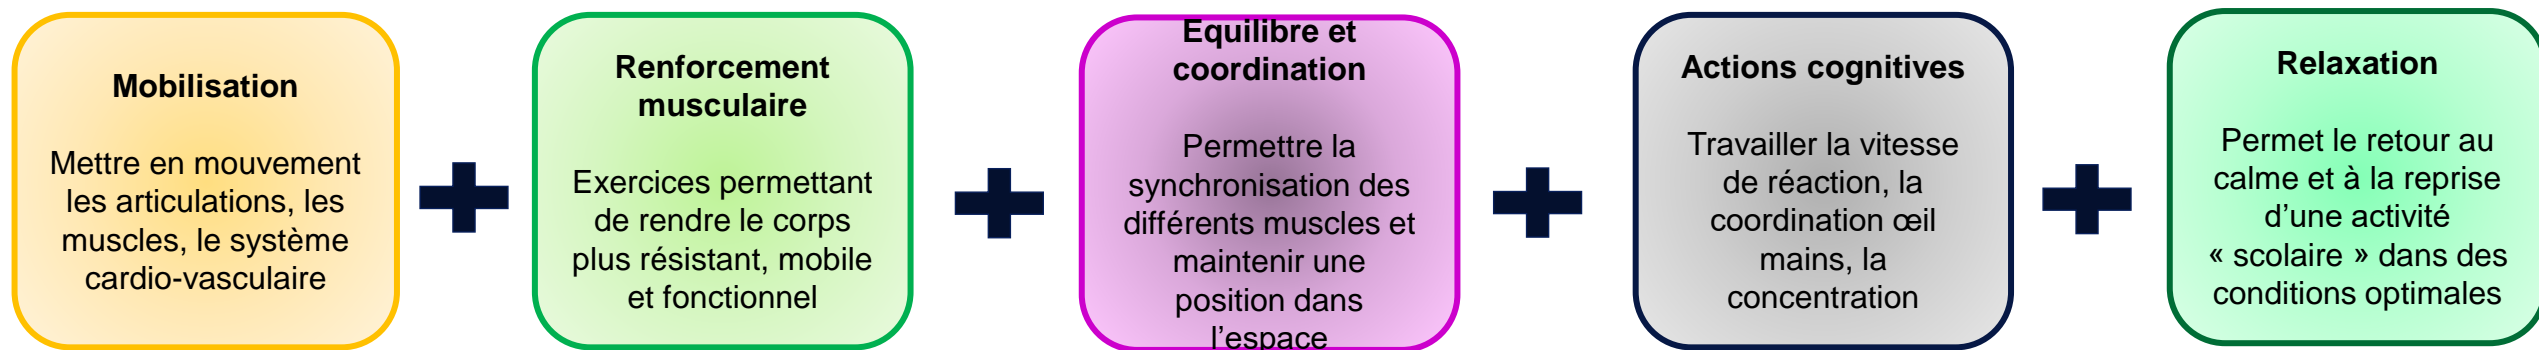 Mobilisation
Mettre en mouvement
les articulations, les
muscles, le système
cardio-vasculaire
Renforcement
musculaire
Exercices permettant
de rendre le corps
plus résistant, mobile
et fonctionnel
Equilibre et
coordination
Permettre la
synchronisation des
différents muscles et
maintenir une
position dans
l’espace
Actions cognitives
Travailler la vitesse
de réaction, la
coordination œil
mains, la
concentration
Relaxation
Permet le retour au
calme et à la reprise
d’une activité
« scolaire » dans des
conditions optimales